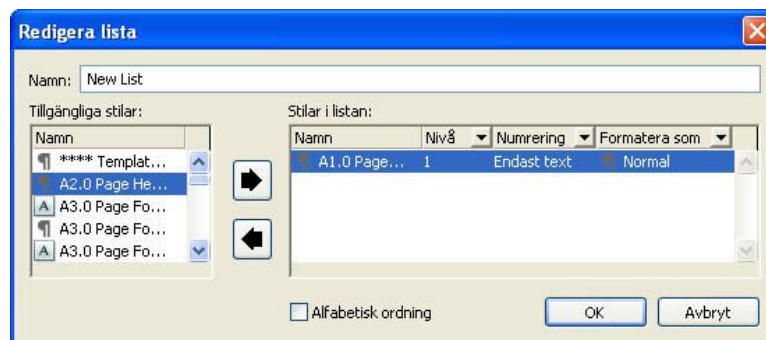 Redigera lista
Namn: New List
Tillgängliga stilar:
Stilar i listan:
Namn
Namn Nivå Numrering Formatera som
¶ **** Templat...
¶ A2.0 Page He...
A A3.0 Page Fo...
¶ A3.0 Page Fo...
A A3.0 Page Fo...
¶ A1.0 Page... 1 Endast text ¶ Normal
Alfabetisk ordning
OK Avbryt